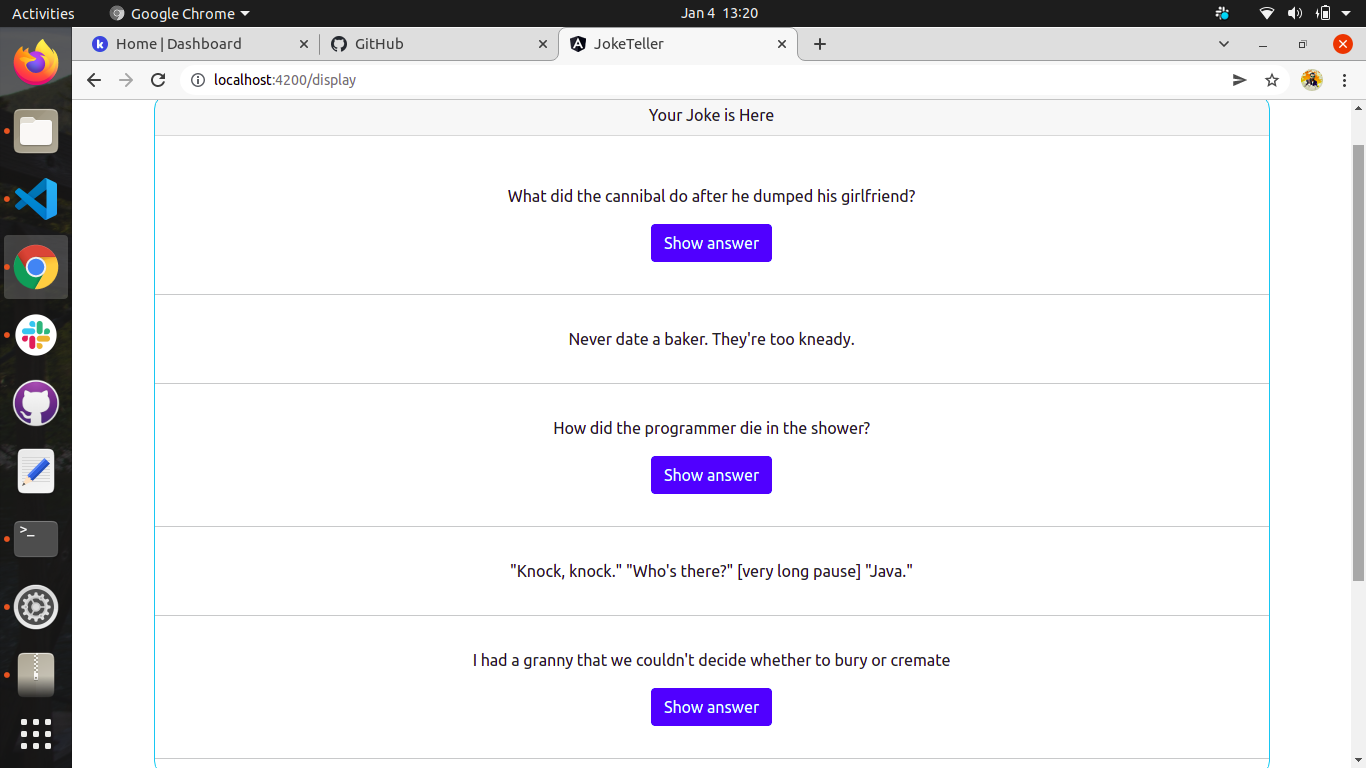 Activities
Google Chrome
Jan 4 13:20
Home | Dashboard
GitHub
JokeTeller
localhost:4200/display
Your Joke is Here
What did the cannibal do after he dumped his girlfriend?
Show answer
Never date a baker. They're too kneady.
How did the programmer die in the shower?
Show answer
"Knock, knock." "Who's there?" [very long pause] "Java."
I had a granny that we couldn't decide whether to bury or cremate
Show answer